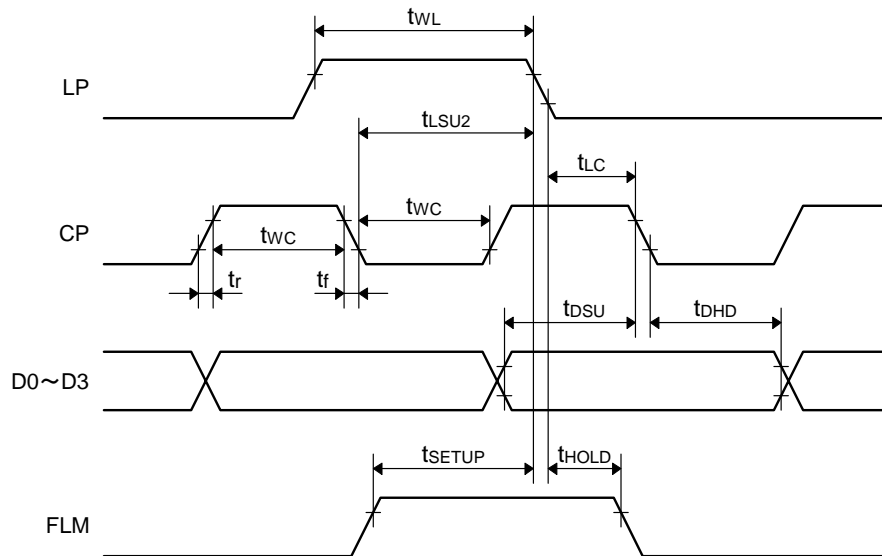 tWL
LP
tLSU2
tLC
CP
tWC
tWC
tr
tf
tDSU
tDHD
D0～D3
tSETUP
tHOLD
FLM